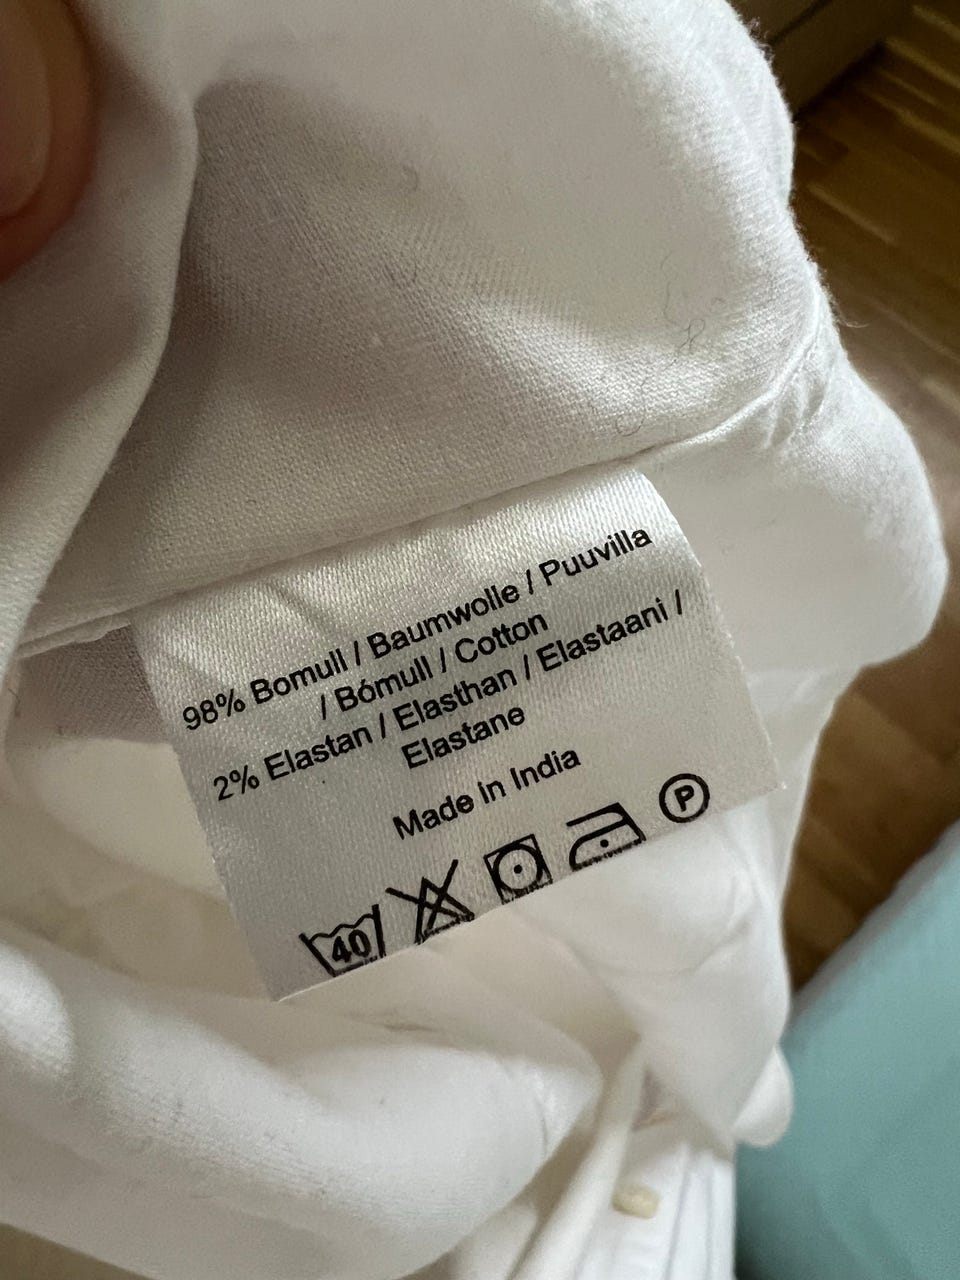 98% Bomull / Baumwolle / Puuvilla
/ Bómull / Cotton
2% Elastan / Elasthan / Elastaani /
Elastane
Made in India
40
P